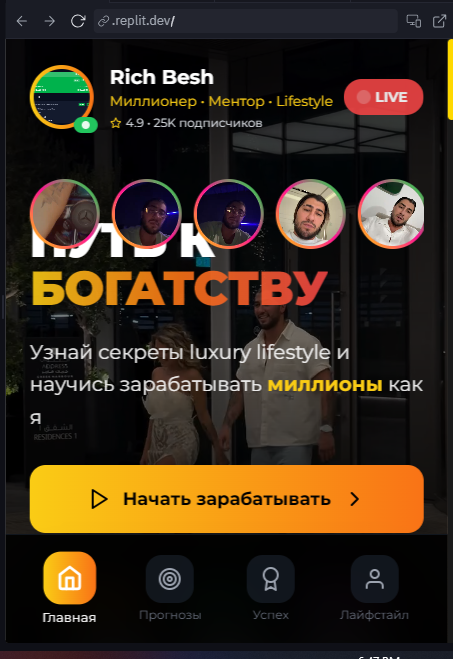 .replit.dev/
Rich Besh
Миллионер • Ментор • Lifestyle
LIVE
4.9 • 25K подписчиков
ПУТЬ К
БОГАТСТВУ
Узнай секреты luxury lifestyle и
научись зарабатывать миллионы как
я
RESIDENCES 1
Начать зарабатывать
Главная
Прогнозы
Успех
Лайфстайл